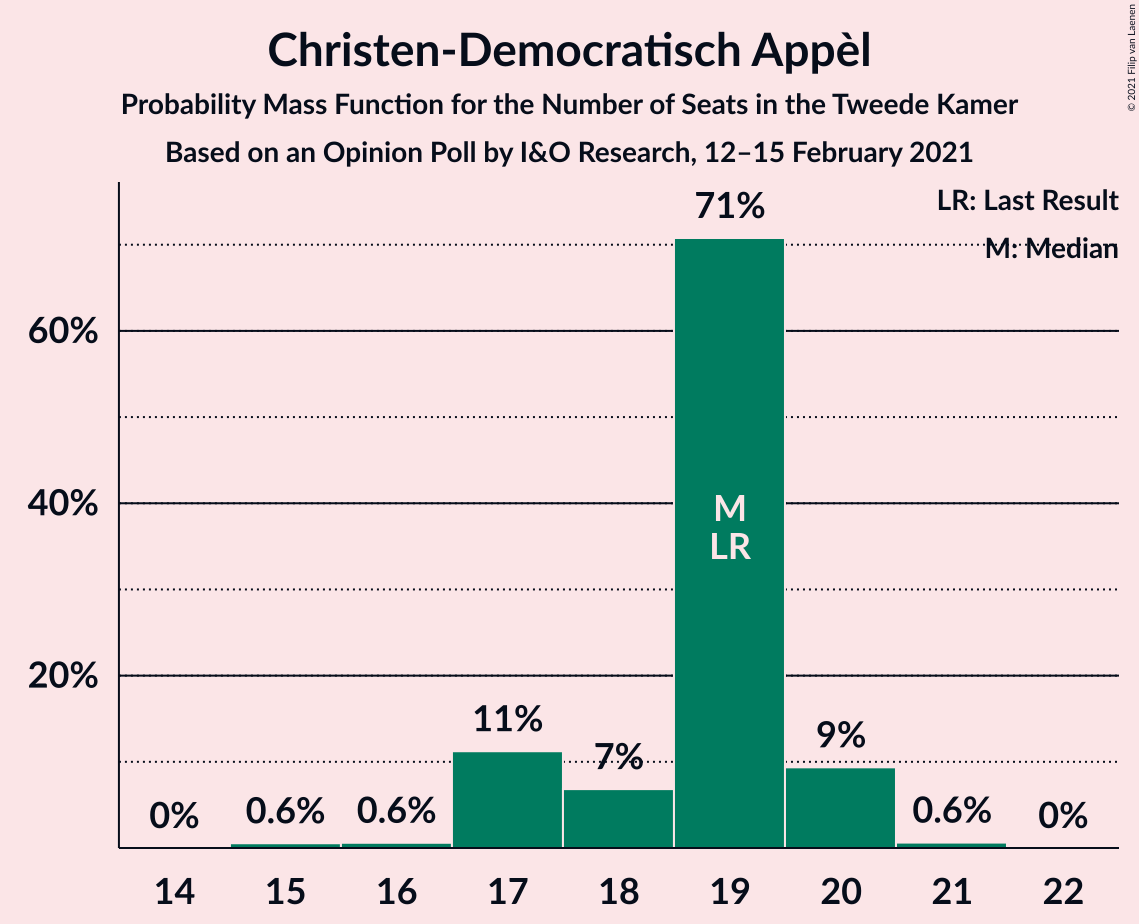 Christen-Democratisch Appèl
Probability Mass Function for the Number of Seats in the Tweede Kamer
Based on an Opinion Poll by I&O Research, 12–15 February 2021
© 2021 Filip van Laenen
LR: Last Result
M: Median
60%
40%
20%
0%
0.6%
0.6%
11%
7%
71%
M
LR
9%
0.6%
0%
14 15 16 17 18 19 20 21 22